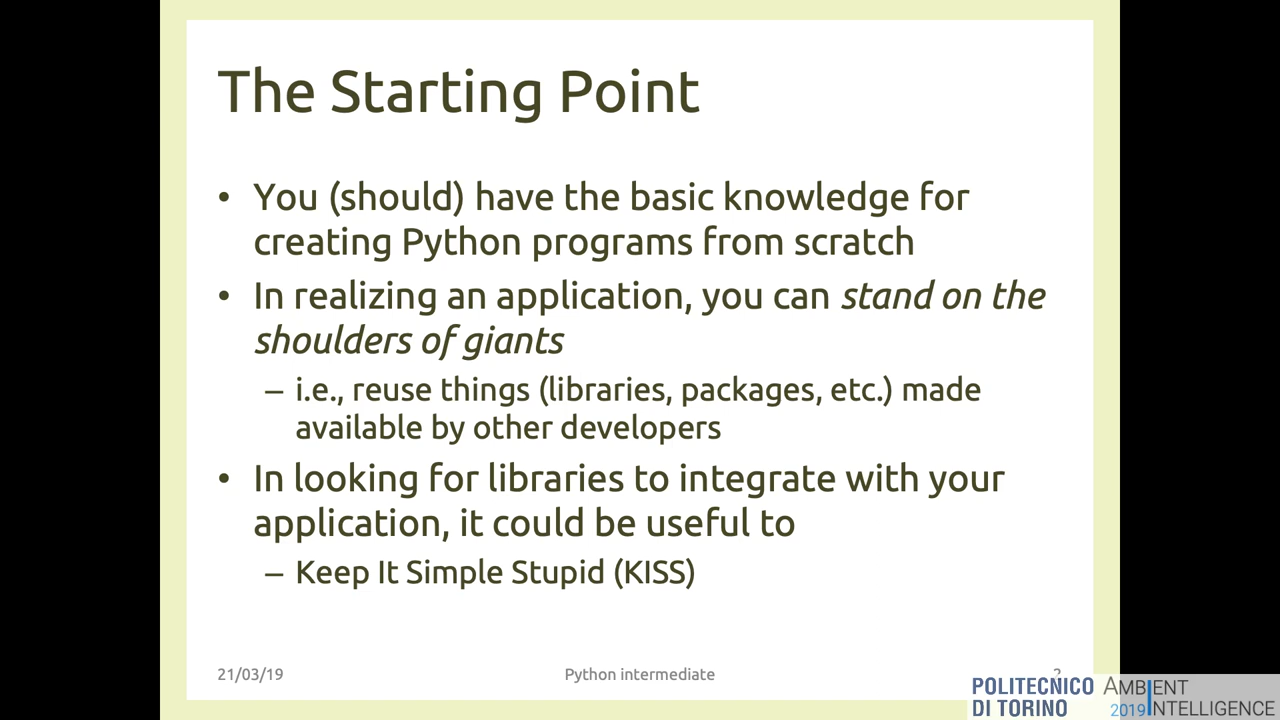 The Starting Point
• You (should) have the basic knowledge for
creating Python programs from scratch
• In realizing an application, you can stand on the
shoulders of giants
– i.e., reuse things (libraries, packages, etc.) made
available by other developers
• In looking for libraries to integrate with your
application, it could be useful to
– Keep It Simple Stupid (KISS)
21/03/19
Python intermediate
2
POLITECNICO
DI TORINO
AMBIENT
2019 INTELLIGENCE